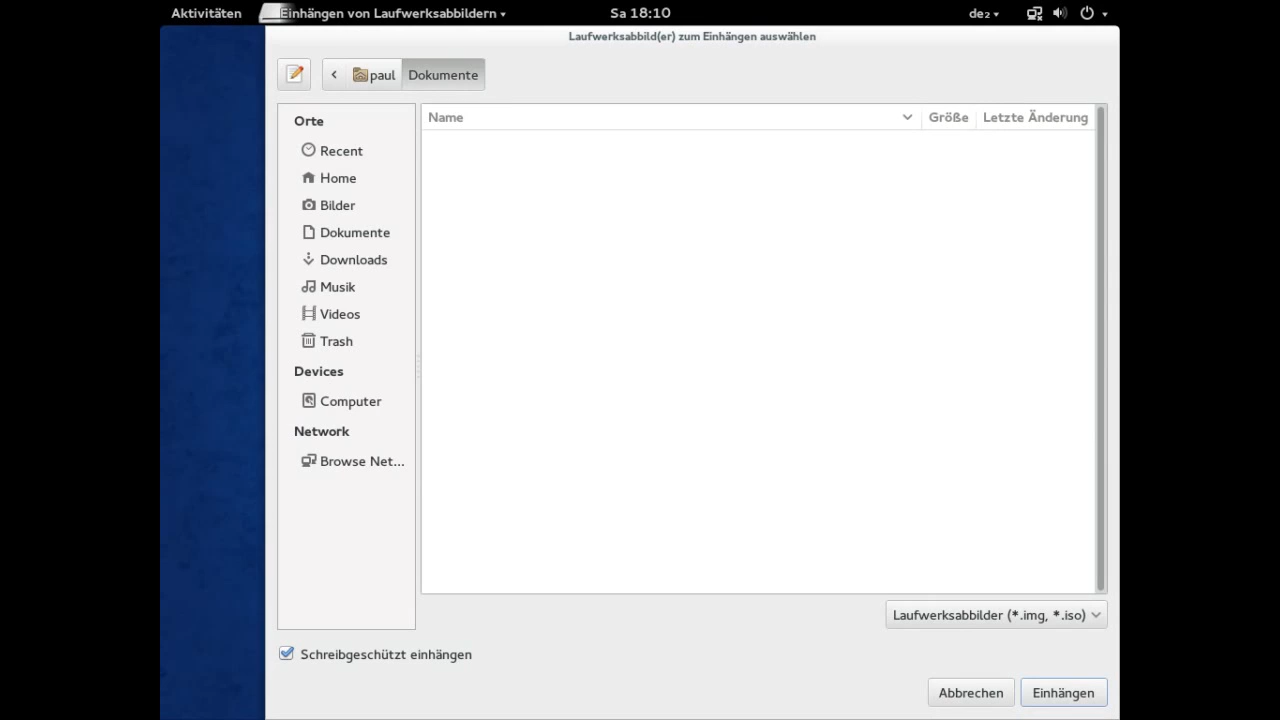 Aktivitäten Einhängen von Laufwerksabbildern Sa 18:10 de₂
Laufwerksabbild(er) zum Einhängen auswählen
paul Dokumente
Orte
Recent
Home
Bilder
Dokumente
Downloads
Musik
Videos
Trash
Devices
Computer
Network
Browse Net...
Name Größe Letzte Änderung
Laufwerksabbilder (*.img, *.iso)
Schreibgeschützt einhängen
Abbrechen Einhängen